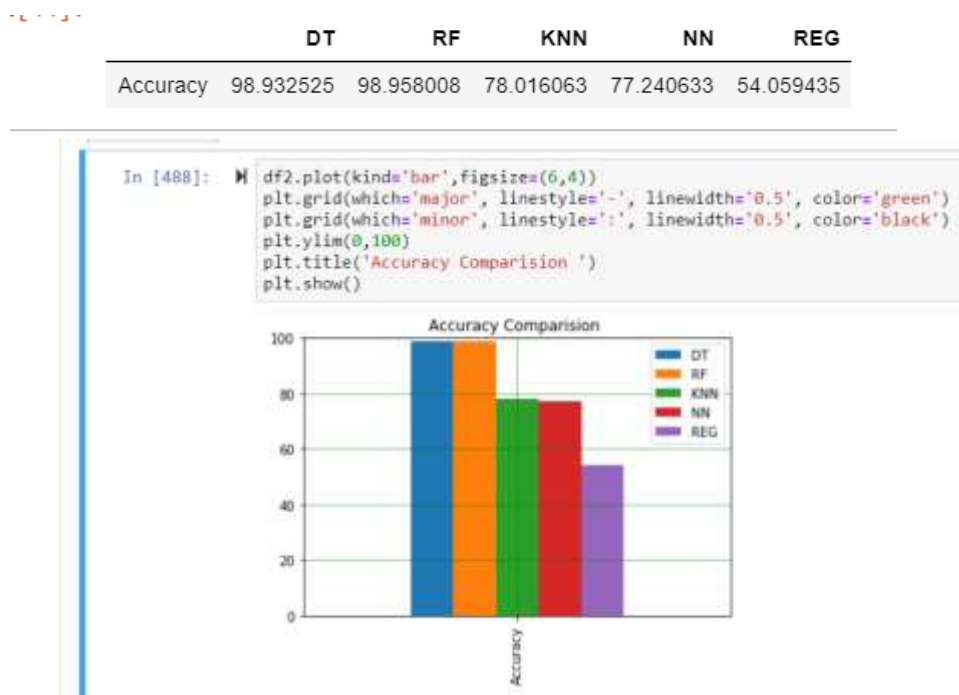 DT RF KNN NN REG
Accuracy 98.932525 98.958008 78.016063 77.240633 54.059435
In [488]: df2.plot(kind='bar',figsize=(6,4))
plt.grid(which='major', linestyle='-', linewidth='0.5', color='green')
plt.grid(which='minor', linestyle=':', linewidth='0.5', color='black')
plt.ylim(0,100)
plt.title('Accuracy Comparision ')
plt.show()
Accuracy Comparision
100
80
60
40
20
0
DT
RF
KNN
NN
REG
Accuracy